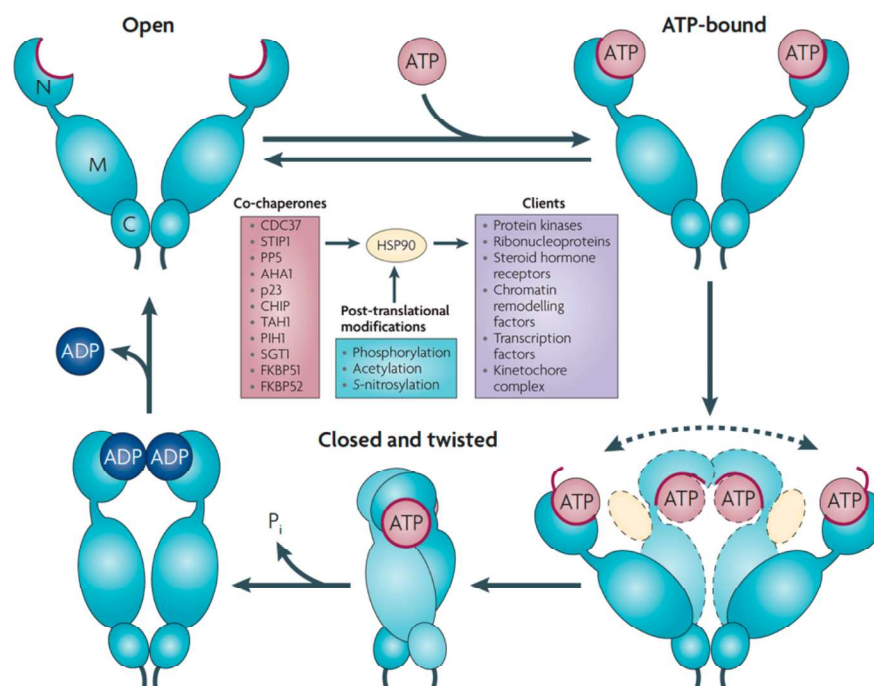 Open
ATP-bound
ATP
ATP
ATP
N
M
C
Co-chaperones
• CDC37
• STIP1
• PP5
• AHA1
• p23
• CHIP
• TAH1
• PIH1
• SGT1
• FKBP51
• FKBP52
HSP90
Post-translational
modifications
• Phosphorylation
• Acetylation
• S-nitrosylation
Clients
• Protein kinases
• Ribonucleoproteins
• Steroid hormone
receptors
• Chromatin
remodelling
factors
• Transcription
factors
• Kinetochore
complex
ADP
Closed and twisted
ADP
ADP
Pi
ATP
ATP
ATP
ATP
ATP